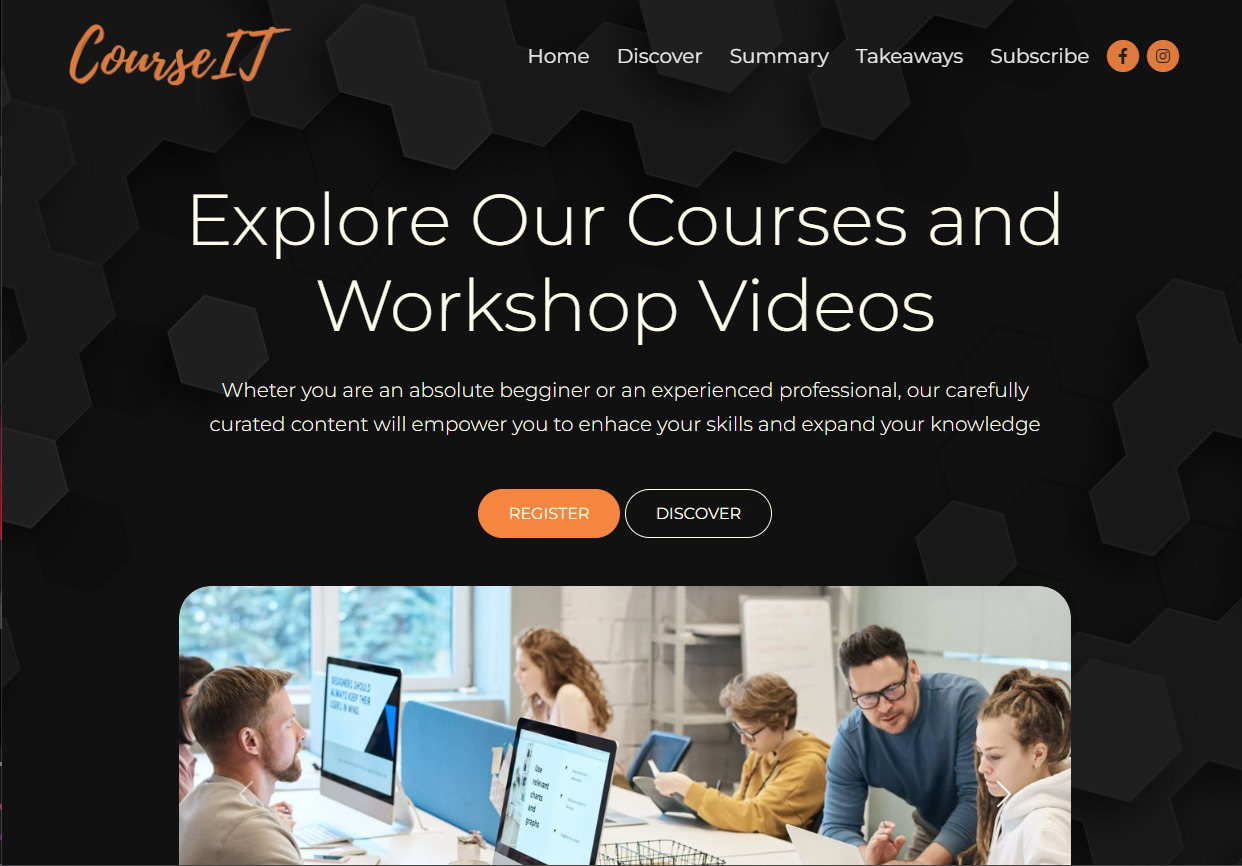 CourseIT
Home Discover Summary Takeaways Subscribe
Explore Our Courses and
Workshop Videos
Wheter you are an absolute begginer or an experienced professional, our carefully
curated content will empower you to enhace your skills and expand your knowledge
REGISTER DISCOVER
DESIGNERS SHOULD
ALWAYS KEEP THEIR
USERS IN MIND.
Use
relevant
charts
and
graphs